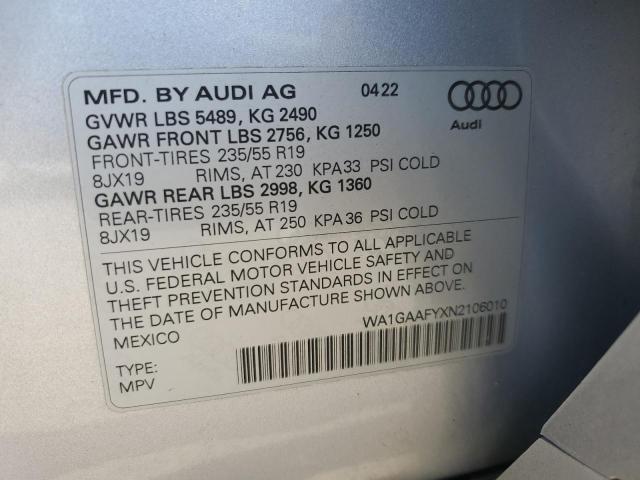 MFD. BY AUDI AG 0422
GVWR LBS 5489, KG 2490
GAWR FRONT LBS 2756, KG 1250
FRONT-TIRES 235/55 R19
8JX19 RIMS, AT 230 KPA33 PSI COLD
GAWR REAR LBS 2998, KG 1360
REAR-TIRES 235/55 R19
8JX19 RIMS, AT 250 KPA36 PSI COLD
Audi
THIS VEHICLE CONFORMS TO ALL APPLICABLE
U.S. FEDERAL MOTOR VEHICLE SAFETY AND
THEFT PREVENTION STANDARDS IN EFFECT ON
THE DATE OF MANUFACTURE SHOWN ABOVE.
MEXICO
WA1GAAFYXN2106010
TYPE:
MPV